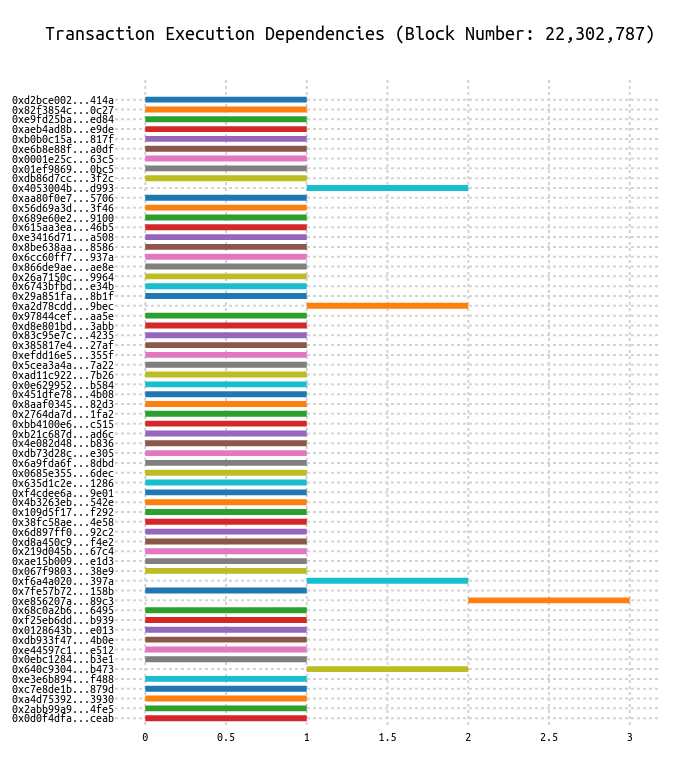 Transaction Execution Dependencies (Block Number: 22,302,787)
0xd2bce002...414a
0x82f3854c...0c27
0xe9fd25ba...ed84
0xaeb4ad8b...e9de
0xb0b0c15a...817f
0xe6b8e88f...a0df
0x0001e25c...63c5
0x01ef9869...0bc5
0xdb86d7cc...3f2c
0x4053004b...d993
0xaa80f0e7...5706
0x56d69a3d...3f46
0x689e60e2...9100
0x615aa3ea...46b5
0xe3416d71...a508
0x8be638aa...8586
0x6cc60ff7...937a
0x866de9ae...ae8e
0x26a7150c...9964
0x6743bfbd...e34b
0x29a851fa...8b1f
0xa2d78cdd...9bec
0x97844cef...aa5e
0xd8e801bd...3abb
0x83c95e7c...4235
0x385817e4...27af
0xefdd16e5...355f
0x5cea3a4a...7a22
0xad11c922...7b26
0x0e629952...b584
0x451dfe78...4b08
0x8aaf0345...82d3
0x2764da7d...1fa2
0xbb4100e6...c515
0xb21c687d...ad6c
0x4e082d48...b836
0xdb73d28c...e305
0x6a9fda6f...8dbd
0x0685e355...6dec
0x635d1c2e...1286
0xf4cdee6a...9e01
0x4b3263eb...542e
0x109d5f17...f292
0x38fc58ae...4e58
0x6d897ff0...92c2
0xd8a450c9...f4e2
0x219d045b...67c4
0xae15b009...e1d3
0x067f9803...38e9
0xf6a4a020...397a
0x7fe57b72...158b
0xe856207a...89c3
0x68c0a2b6...6495
0xf25eb6dd...b939
0x0128643b...e013
0xdb933f47...4b0e
0xe44597c1...e512
0x0ebc1284...b3e1
0x640c9304...b473
0xe3e6b894...f488
0xc7e8de1b...879d
0xa4d75392...3930
0x2abb99a9...4fe5
0x0d0f4dfa...ceab
0 0.5 1 1.5 2 2.5 3